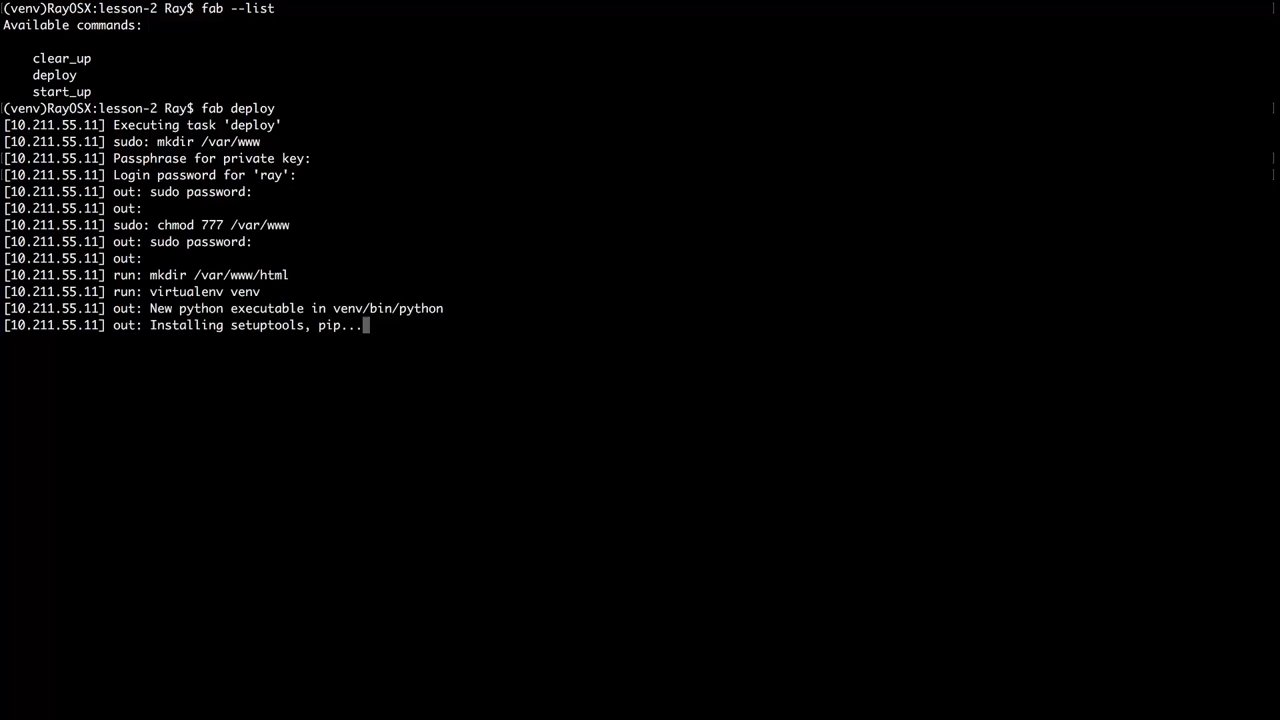 (venv)RayOSX:lesson-2 Ray$ fab --list
Available commands:
clear_up
deploy
start_up
(venv)RayOSX:lesson-2 Ray$ fab deploy
[10.211.55.11] Executing task 'deploy'
[10.211.55.11] sudo: mkdir /var/www
[10.211.55.11] Passphrase for private key:
[10.211.55.11] Login password for 'ray':
[10.211.55.11] out: sudo password:
[10.211.55.11] out:
[10.211.55.11] sudo: chmod 777 /var/www
[10.211.55.11] out: sudo password:
[10.211.55.11] out:
[10.211.55.11] run: mkdir /var/www/html
[10.211.55.11] run: virtualenv venv
[10.211.55.11] out: New python executable in venv/bin/python
[10.211.55.11] out: Installing setuptools, pip...